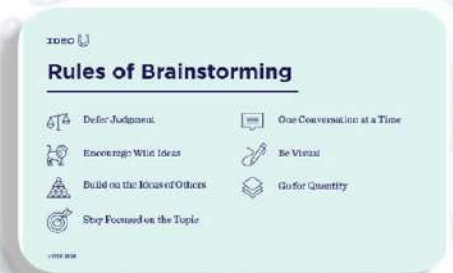 IDEO U
Rules of Brainstorming
Defer Judgment
Encourage Wild Ideas
Build on the Ideas of Others
Stay Focused on the Topic
One Conversation at a Time
Be Visual
Go for Quantity